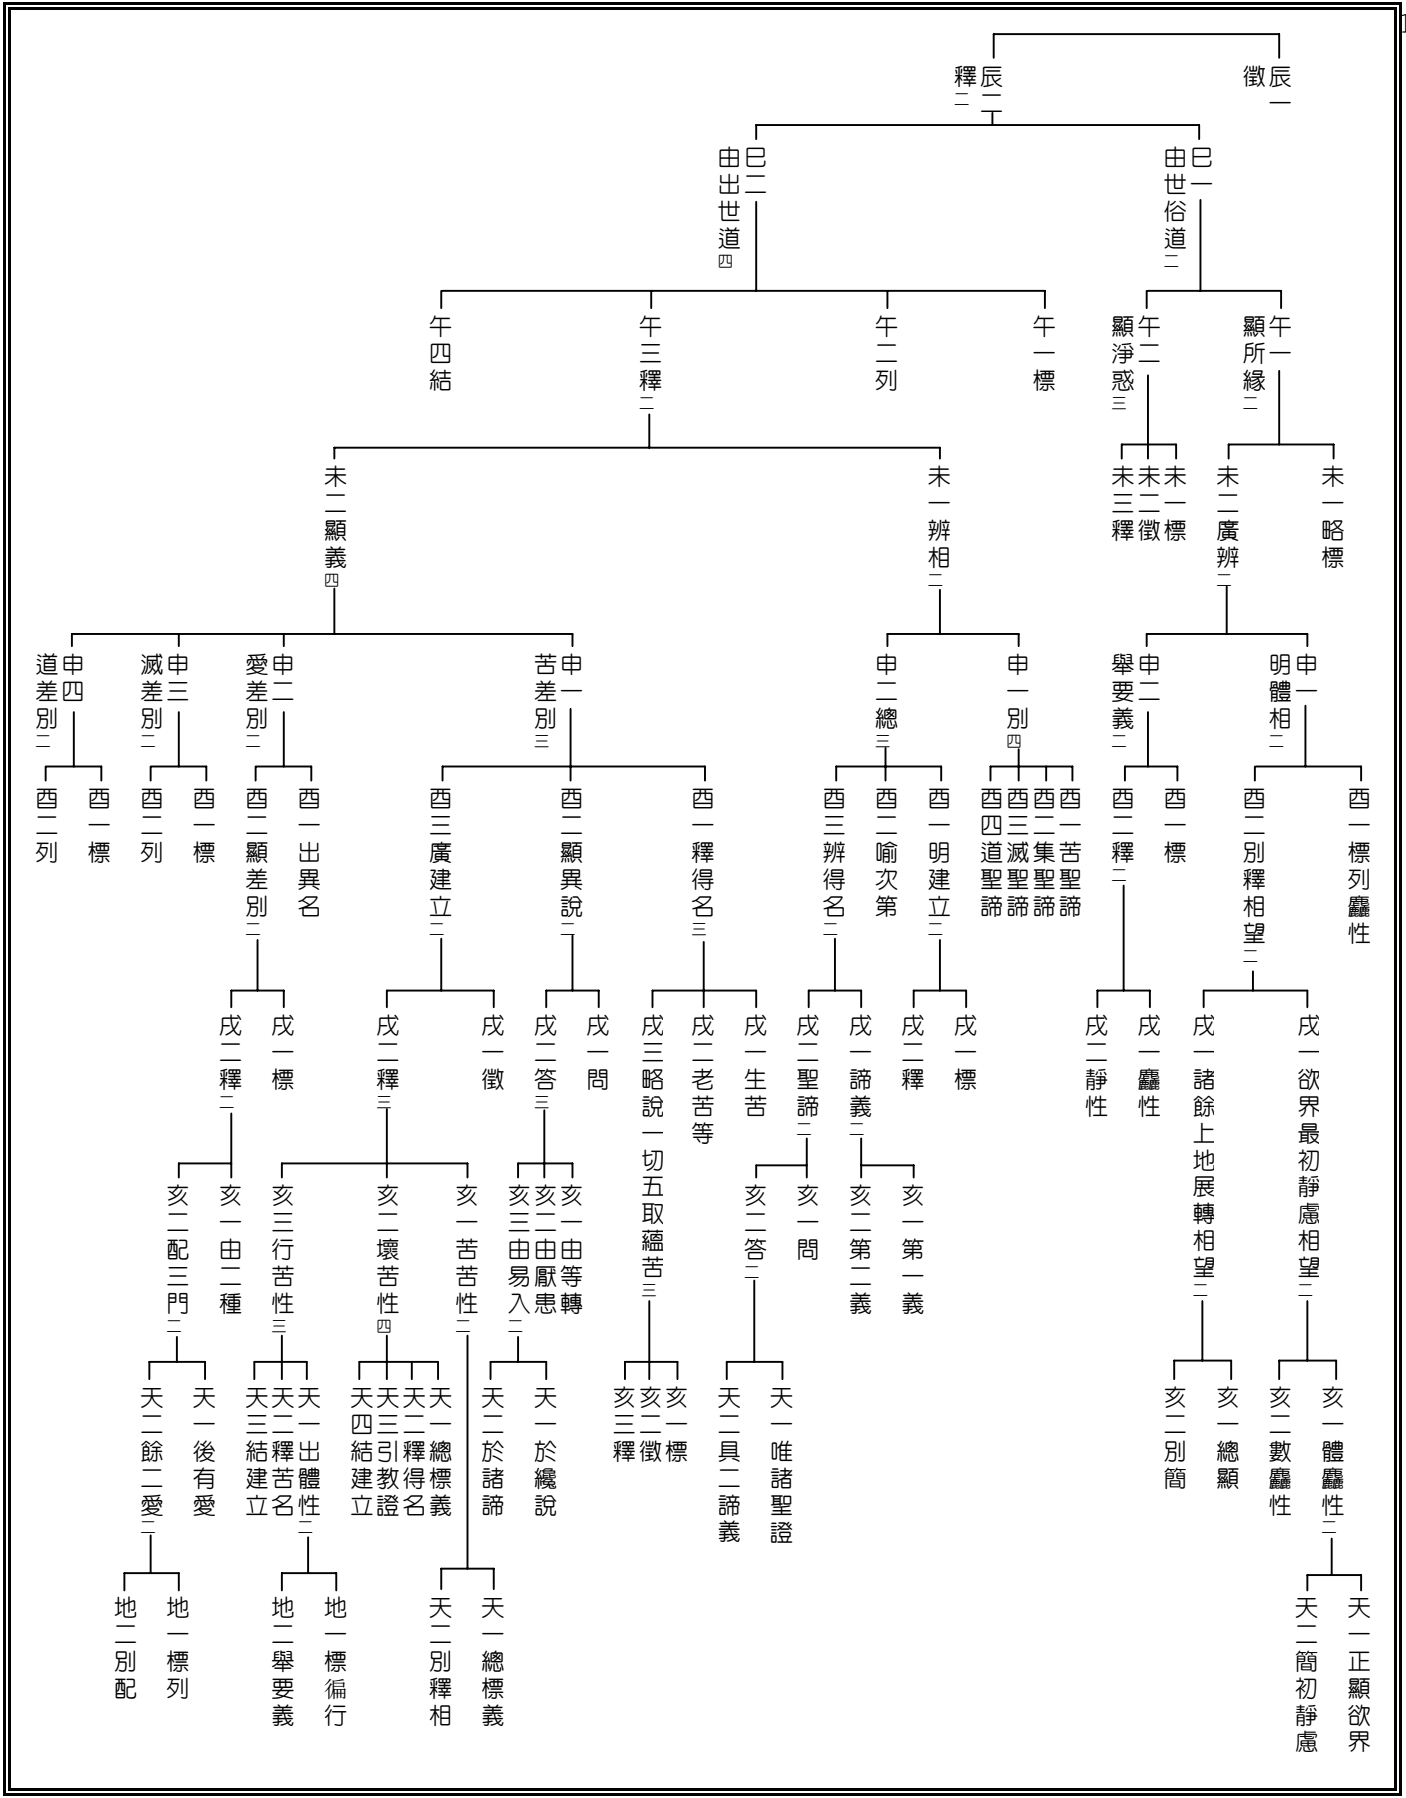 1
辰一
徵
辰二
釋二
巳一
由世俗道二
巳二
由出世道四
午一
顯所緣二
午二
顯淨惑三
午一標
午二列
午三釋二
午四結
未一略標
未二廣辨二
未一標
未二徵
未三釋
未一辨相二
未二顯義四
申一
明體相二
申二
舉要義二
申一別四
申二總三
申一
苦差別三
申二
愛差別二
申三
滅差別二
申四
道差別二
酉一標列麤性
酉二別釋相望二
酉一標
酉二釋二
酉一苦聖諦
酉二集聖諦
酉三滅聖諦
酉四道聖諦
酉一明建立二
酉二喻次第
酉三辨得名二
酉一釋得名三
酉二顯異說二
酉三廣建立二
酉一出異名
酉二顯差別二
酉一標
酉二列
酉一標
酉二列
戌一欲界最初靜慮相望二
戌一諸餘上地展轉相望二
戌一麤性
戌二靜性
戌一標
戌二釋
戌一諦義二
戌二聖諦二
戌一生苦
戌二老苦等
戌三略說一切五取蘊苦三
戌一問
戌二答三
戌一徵
戌二釋三
戌一標
戌二釋二
亥一體麤性二
亥二數麤性
亥一總顯
亥二別簡
亥一第一義
亥二第二義
亥一問
亥二答二
亥一標
亥二徵
亥三釋
亥一由等轉
亥二由厭患
亥三由易入二
亥一苦苦性二
亥二壞苦性四
亥三行苦性三
亥一由二種
亥二配三門二
天一正顯欲界
天二簡初靜慮
天一唯諸聖證
天二具二諦義
天一於纔說
天二於諸諦
天一總標義
天二別釋相
天一總標義
天二釋得名
天三引教證
天四結建立
天一出體性二
天二釋苦名
天三結建立
天一後有愛
天二餘二愛二
地一標徧行
地二舉要義
地一標列
地二別配